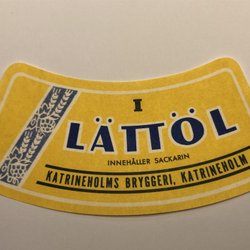 I
LÄTTÖL
INNEHÅLLER SACKARIN
KATRINEHOLMS BRYGGERI, KATRINEHOLM